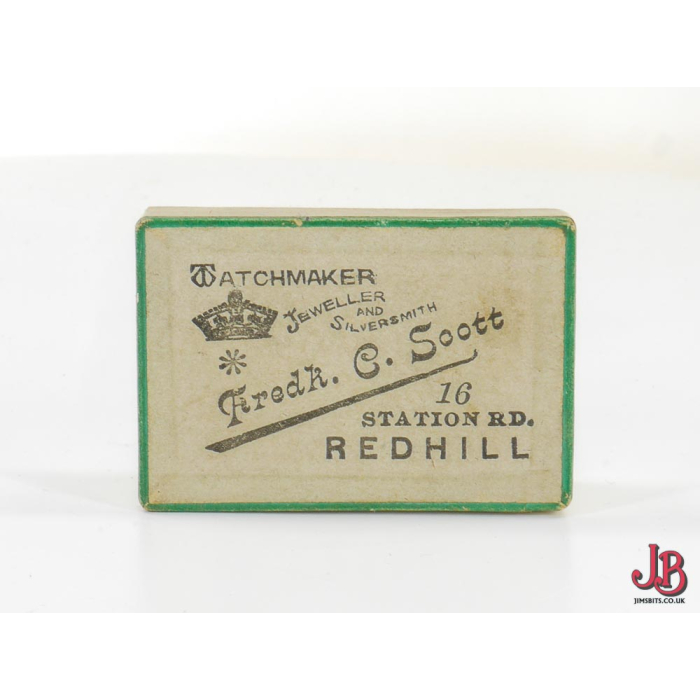 WATCHMAKER
JEWELLER
AND
SILVERSMITH
Fredk. C. Scott
16
STATION RD.
REDHILL
JB
JIMSBITS.CO.UK